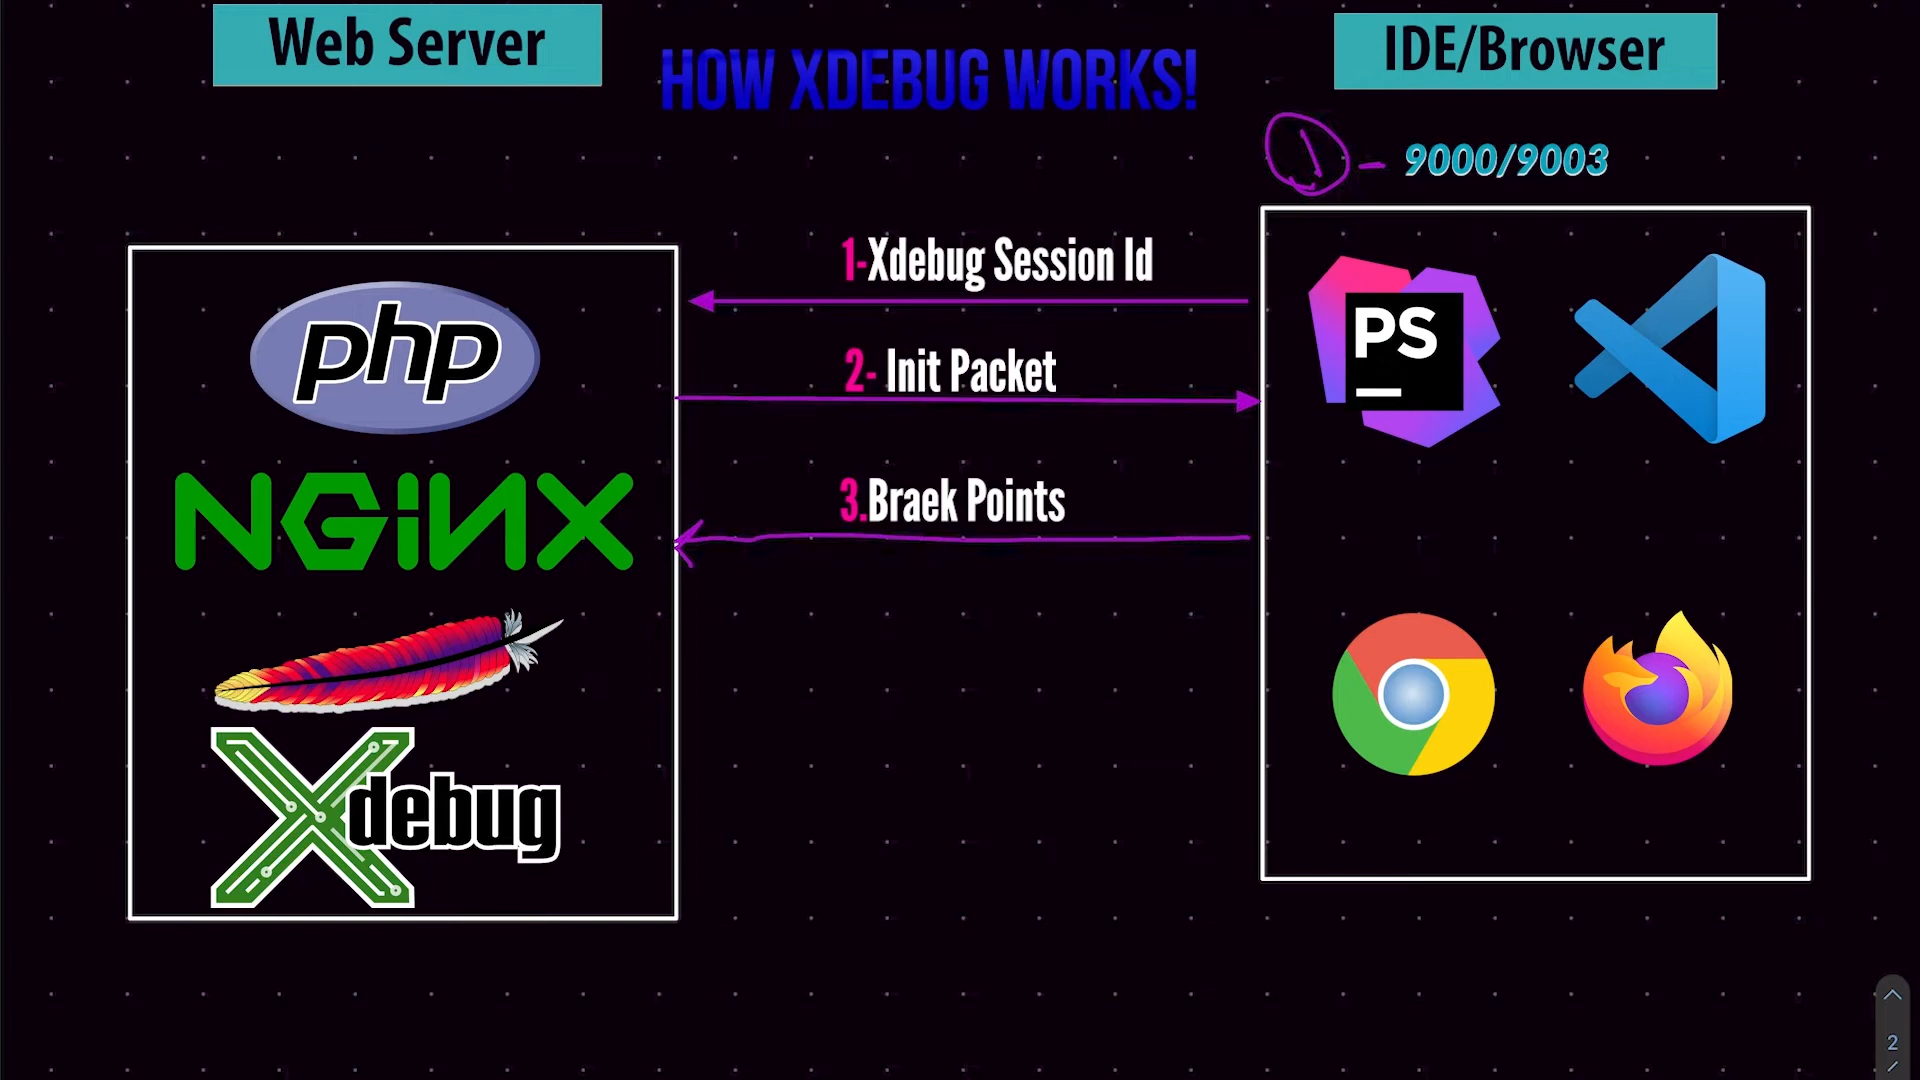 Web Server
HOW XDEBUG WORKS!
IDE/Browser
1 - 9000/9003
1-Xdebug Session Id
2- Init Packet
3.Braek Points
php
NGiNX
Xdebug
PS
2
/